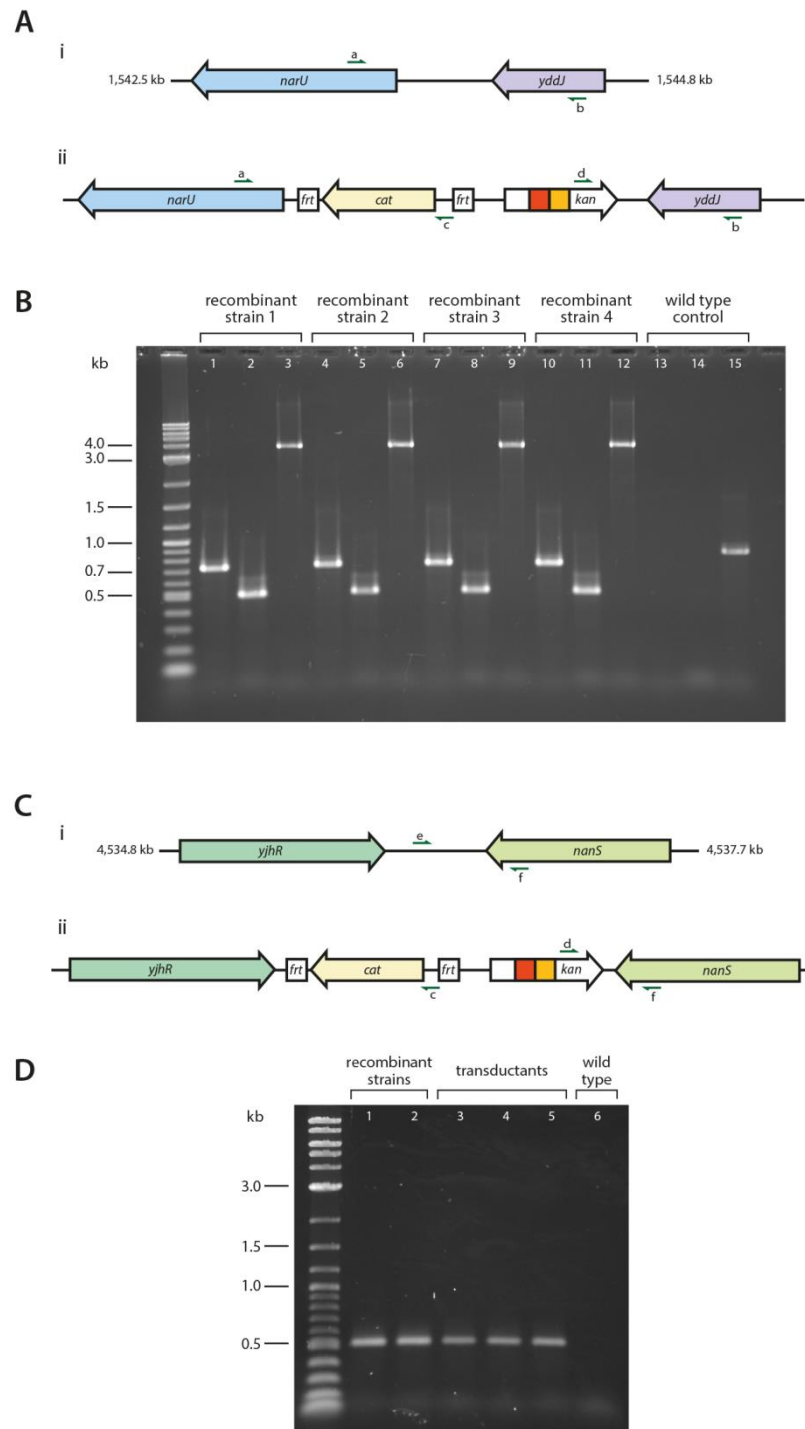 A
i
a
1,542.5 kb
narU
yddJ
1,544.8 kb
b
ii
a
d
narU
frt
cat
frt
kan
yddJ
c
b
B
recombinant strain 1
recombinant strain 2
recombinant strain 3
recombinant strain 4
wild type control
kb
1 2 3 4 5 6 7 8 9 10 11 12 13 14 15
4.0
3.0
1.5
1.0
0.7
0.5
C
i
e
4,534.8 kb
yjhR
nanS
4,537.7 kb
f
ii
d
yjhR
frt
cat
frt
kan
nanS
c
f
D
recombinant strains
transductants
wild type
kb
1 2 3 4 5 6
3.0
1.5
1.0
0.5